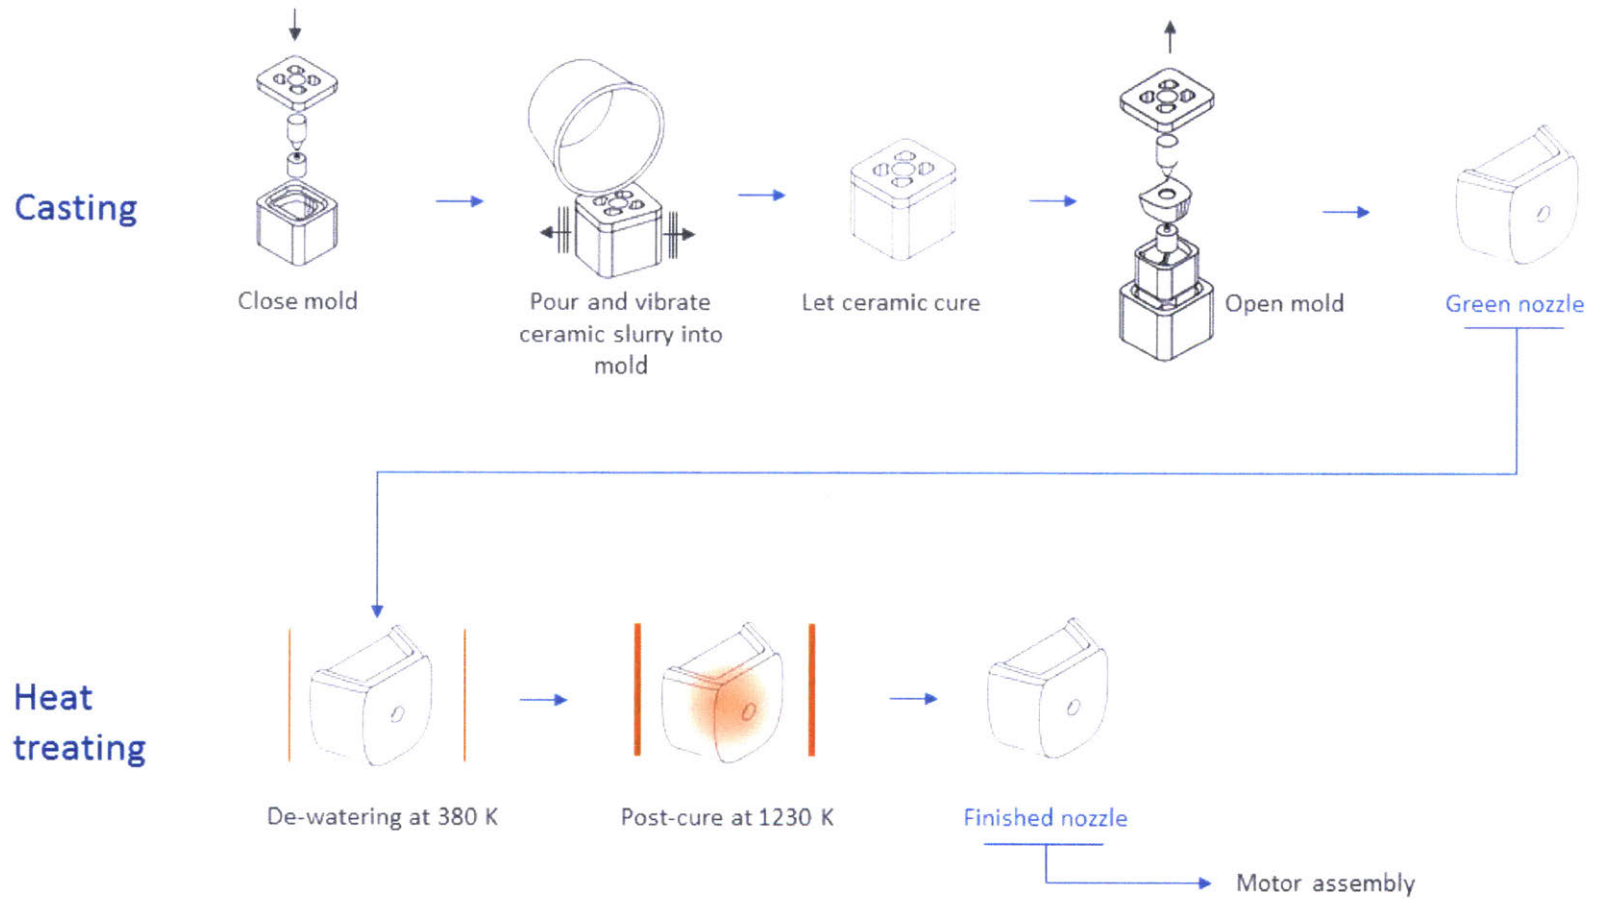 Casting
Close mold
Pour and vibrate
ceramic slurry into
mold
Let ceramic cure
Open mold
Green nozzle
Heat
treating
De-watering at 380 K
Post-cure at 1230 K
Finished nozzle
Motor assembly